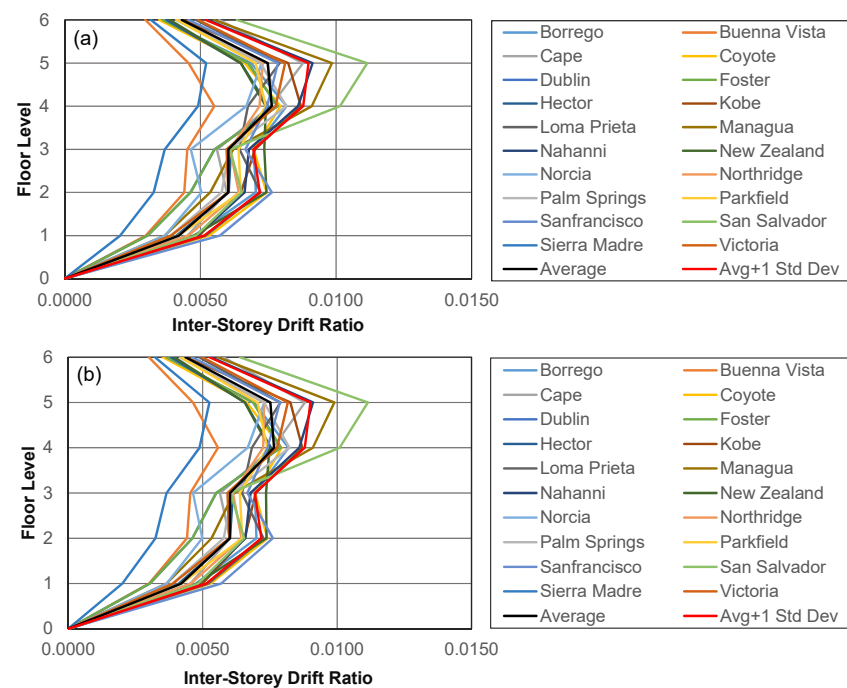 (a)
6
5
4
3
2
1
0
Floor Level
0.0000 0.0050 0.0100 0.0150
Inter-Storey Drift Ratio
Borrego Buenna Vista
Cape Coyote
Dublin Foster
Hector Kobe
Loma Prieta Managua
Nahanni New Zealand
Norcia Northridge
Palm Springs Parkfield
Sanfrancisco San Salvador
Sierra Madre Victoria
Average Avg+1 Std Dev
(b)
6
5
4
3
2
1
0
Floor Level
0.0000 0.0050 0.0100 0.0150
Inter-Storey Drift Ratio
Borrego Buenna Vista
Cape Coyote
Dublin Foster
Hector Kobe
Loma Prieta Managua
Nahanni New Zealand
Norcia Northridge
Palm Springs Parkfield
Sanfrancisco San Salvador
Sierra Madre Victoria
Average Avg+1 Std Dev